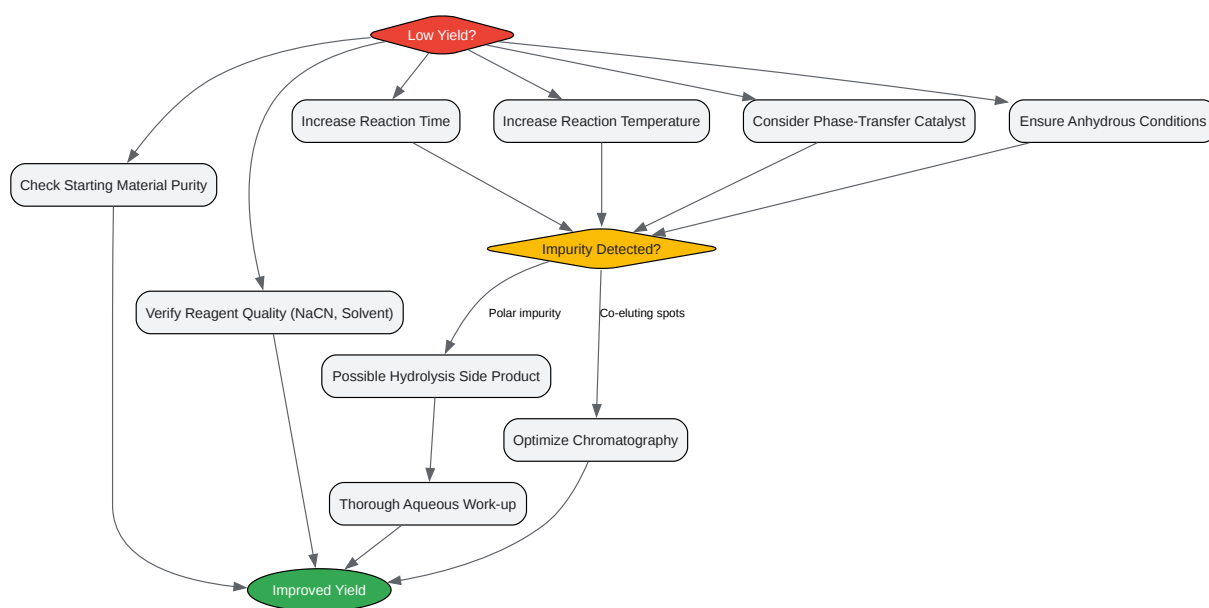 Low Yield?
Increase Reaction Time
Increase Reaction Temperature
Consider Phase-Transfer Catalyst
Ensure Anhydrous Conditions
Check Starting Material Purity
Impurity Detected?
Verify Reagent Quality (NaCN, Solvent)
Polar impurity
Co-eluting spots
Possible Hydrolysis Side Product
Optimize Chromatography
Thorough Aqueous Work-up
Improved Yield